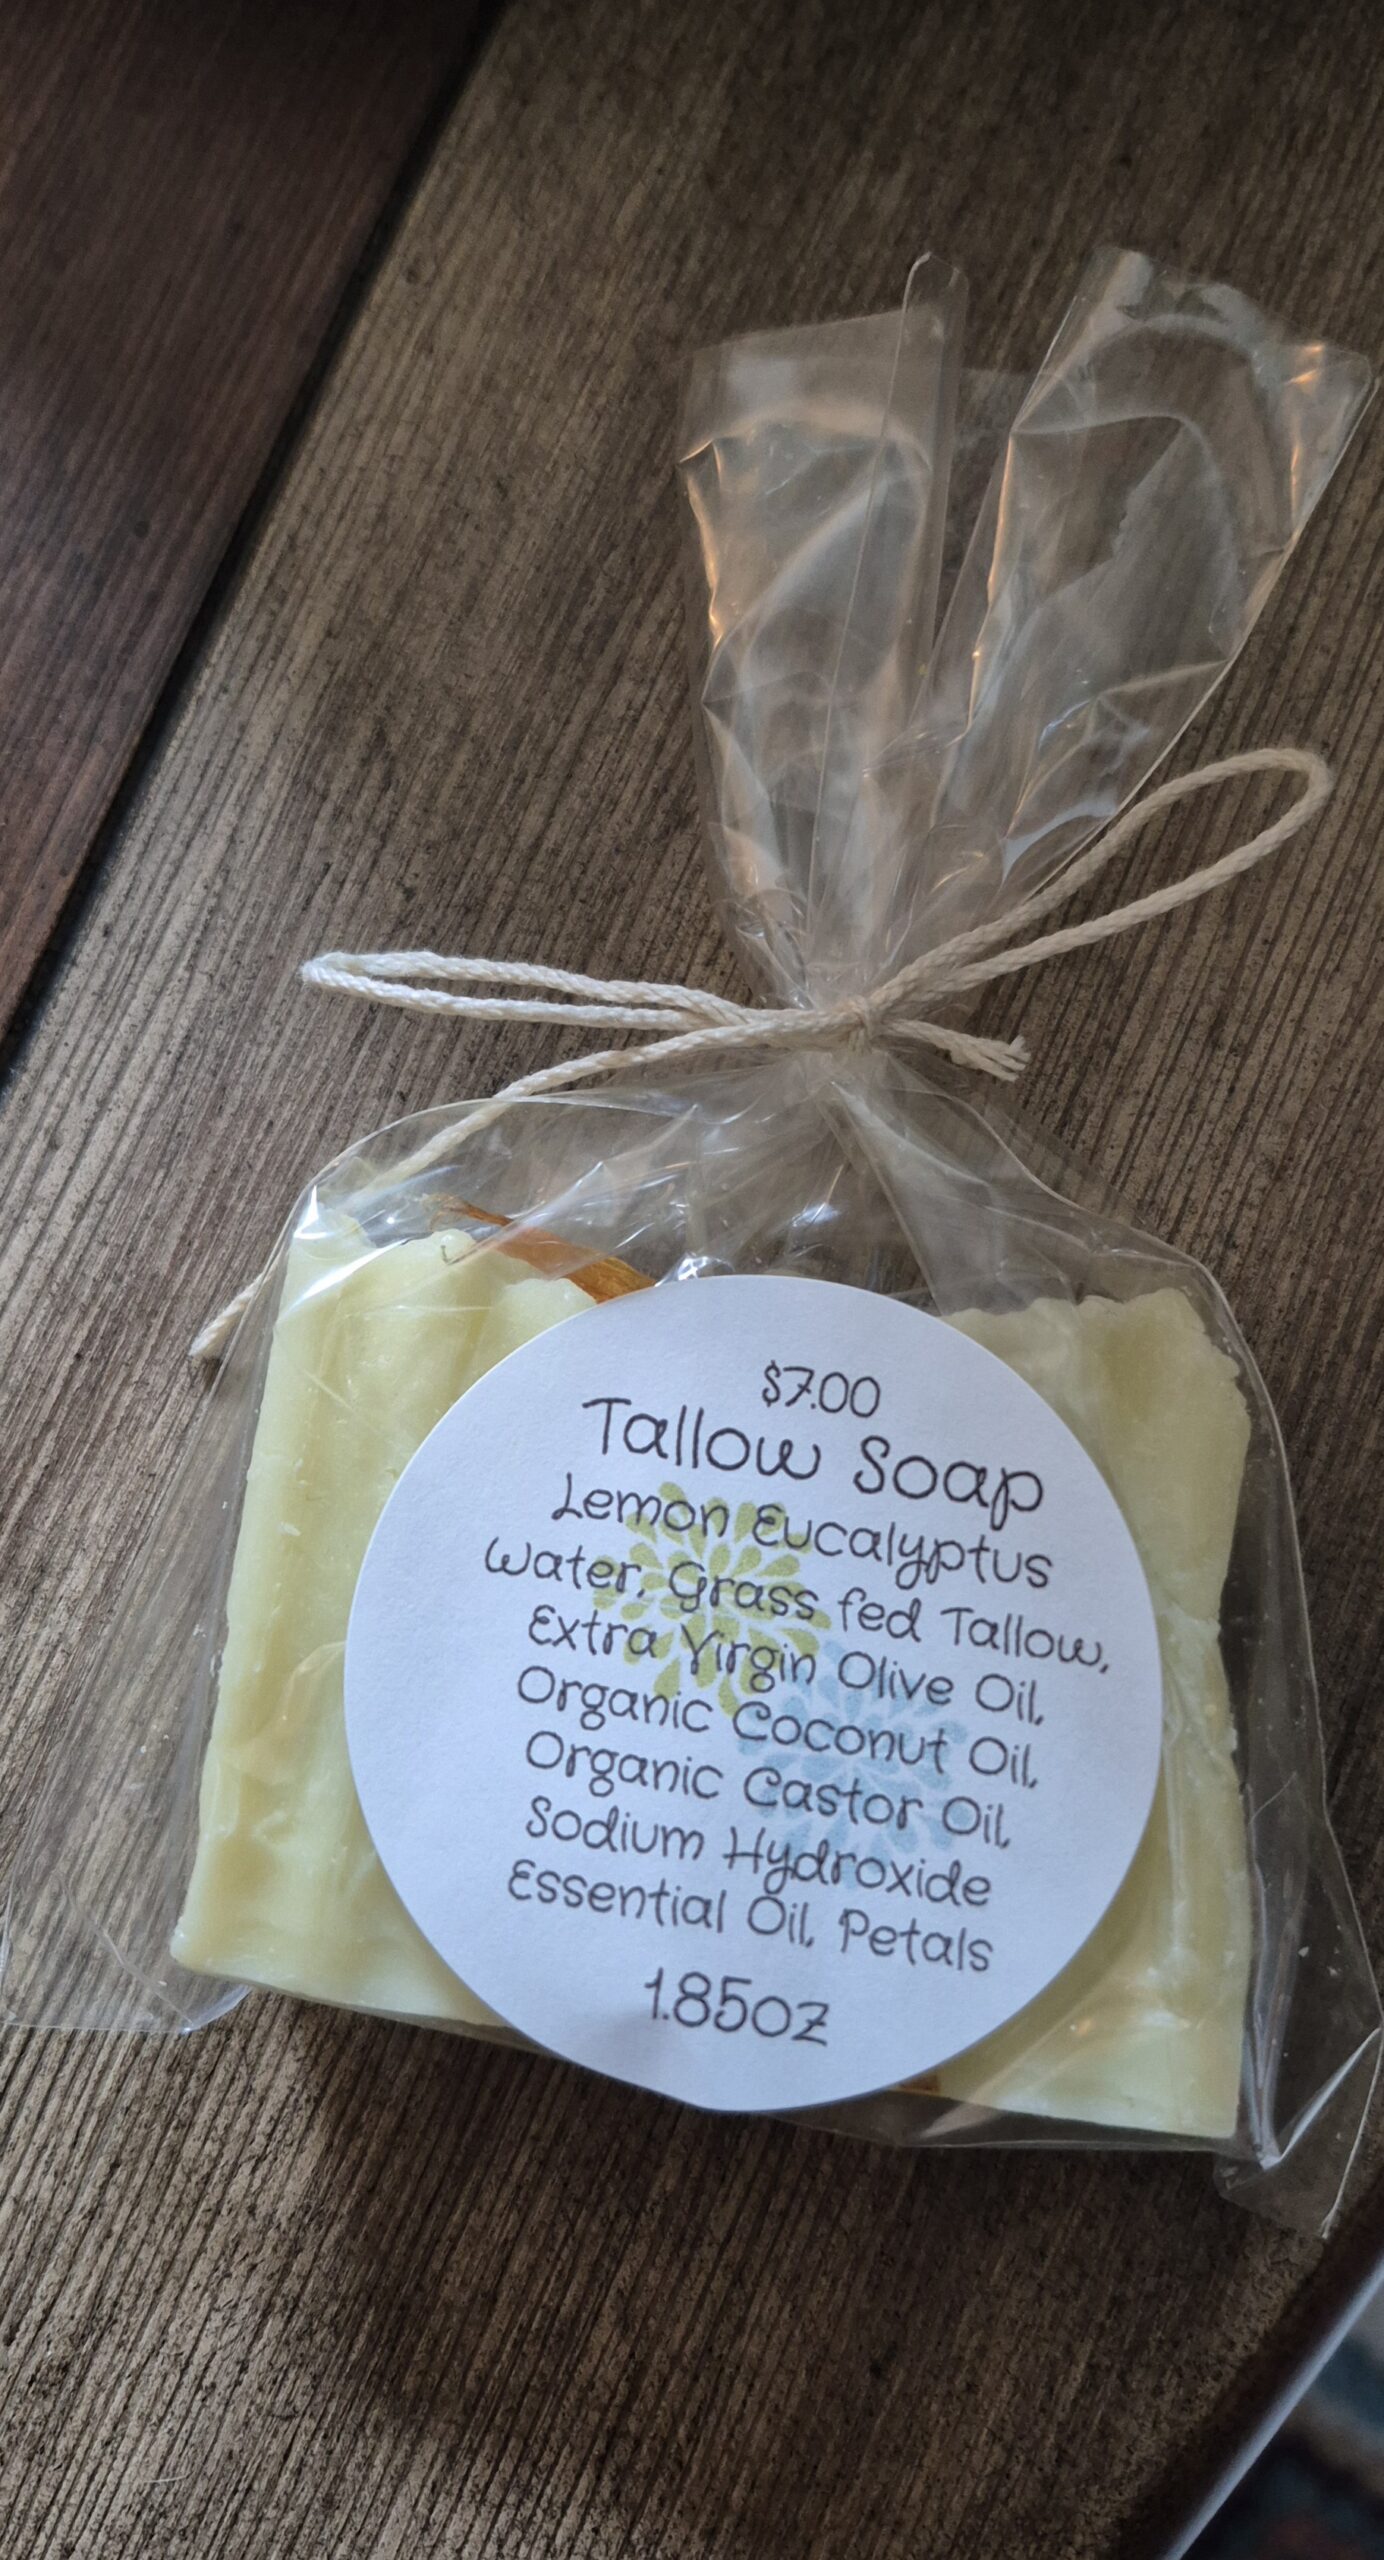 $7.00
Tallow Soap
Lemon Eucalyptus
Water, Grass fed Tallow,
Extra Virgin Olive Oil,
Organic Coconut Oil,
Organic Castor Oil,
Sodium Hydroxide
Essential Oil, Petals
1.85oz